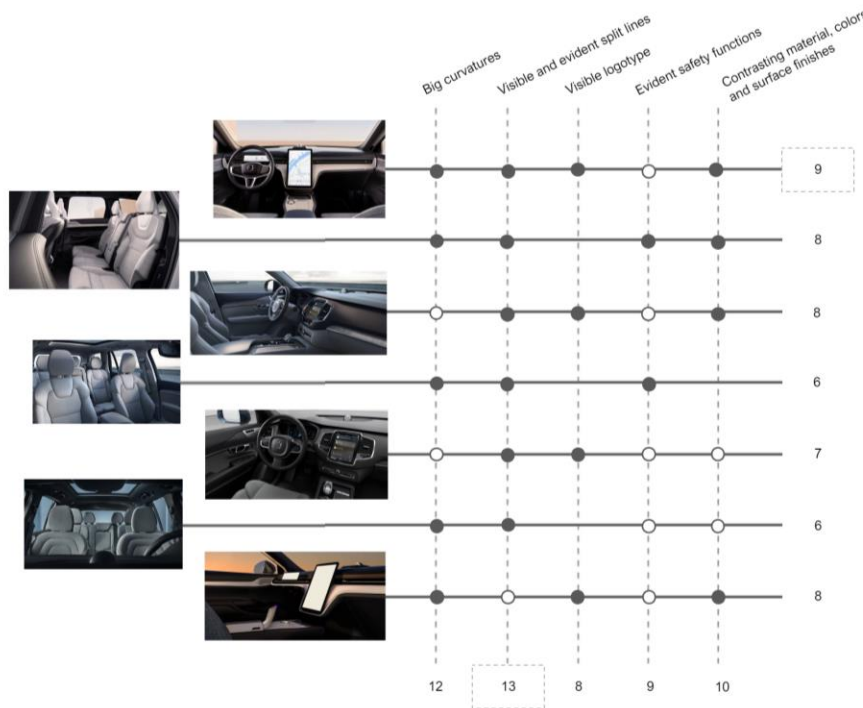 Big curvatures
Visible and evident split lines
Visible logotype
Evident safety functions
Contrasting material, colors
and surface finishes
9
8
8
6
7
6
8
12
13
8
9
10